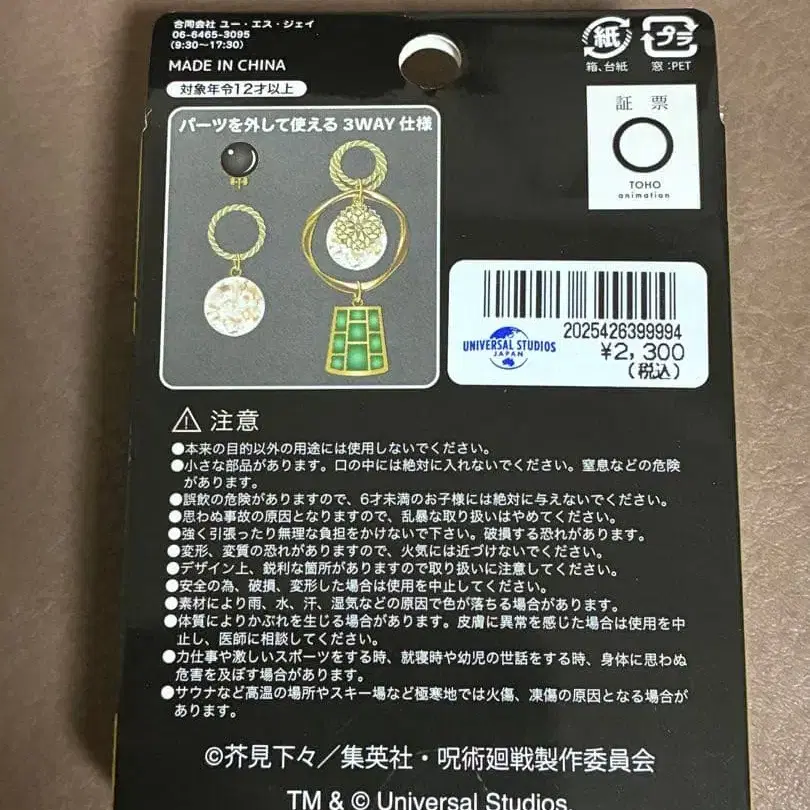 合同会社 ユー・エス・ジェイ
06-6465-3095
(9:30〜17:30)
MADE IN CHINA
対象年令12才以上
紙
箱、台紙
プラ
窓:PET
パーツを外して使える 3WAY 仕様
証 票
TOHO
animation
UNIVERSAL STUDIOS
JAPAN
2025426399994
¥2,300
(税込)
⚠ 注意
●本来の目的以外の用途には使用しないでください。
●小さな部品があります。口の中には絶対に入れないでください。窒息などの危険
があります。
●誤飲の危険がありますので、6才未満のお子様には絶対に与えないでください。
●思わぬ事故の原因となりますので、乱暴な取り扱いはやめてください。
●強く引張ったり無理な負担をかけないで下さい。破損する恐れがあります。
●変形、変質の恐れがありますので、火気には近づけないでください。
●デザイン上、鋭利な箇所がありますので取り扱いに注意してください。
●安全の為、破損、変形した場合は使用を中止してください。
●素材により雨、水、汗、湿気などの原因で色が落ちる場合があります。
●体質によりかぶれを生じる場合があります。皮膚に異常を感じた場合は使用を中
止し、医師に相談してください。
●力仕事や激しいスポーツをする時、就寝時や幼児の世話をする時、身体に思わぬ
危害を及ぼす場合があります。
●サウナなど高温の場所やスキー場など極寒地では火傷、凍傷の原因となる場合が
あります。
©芥見下々/集英社・呪術廻戦製作委員会
TM & © Universal Studios.